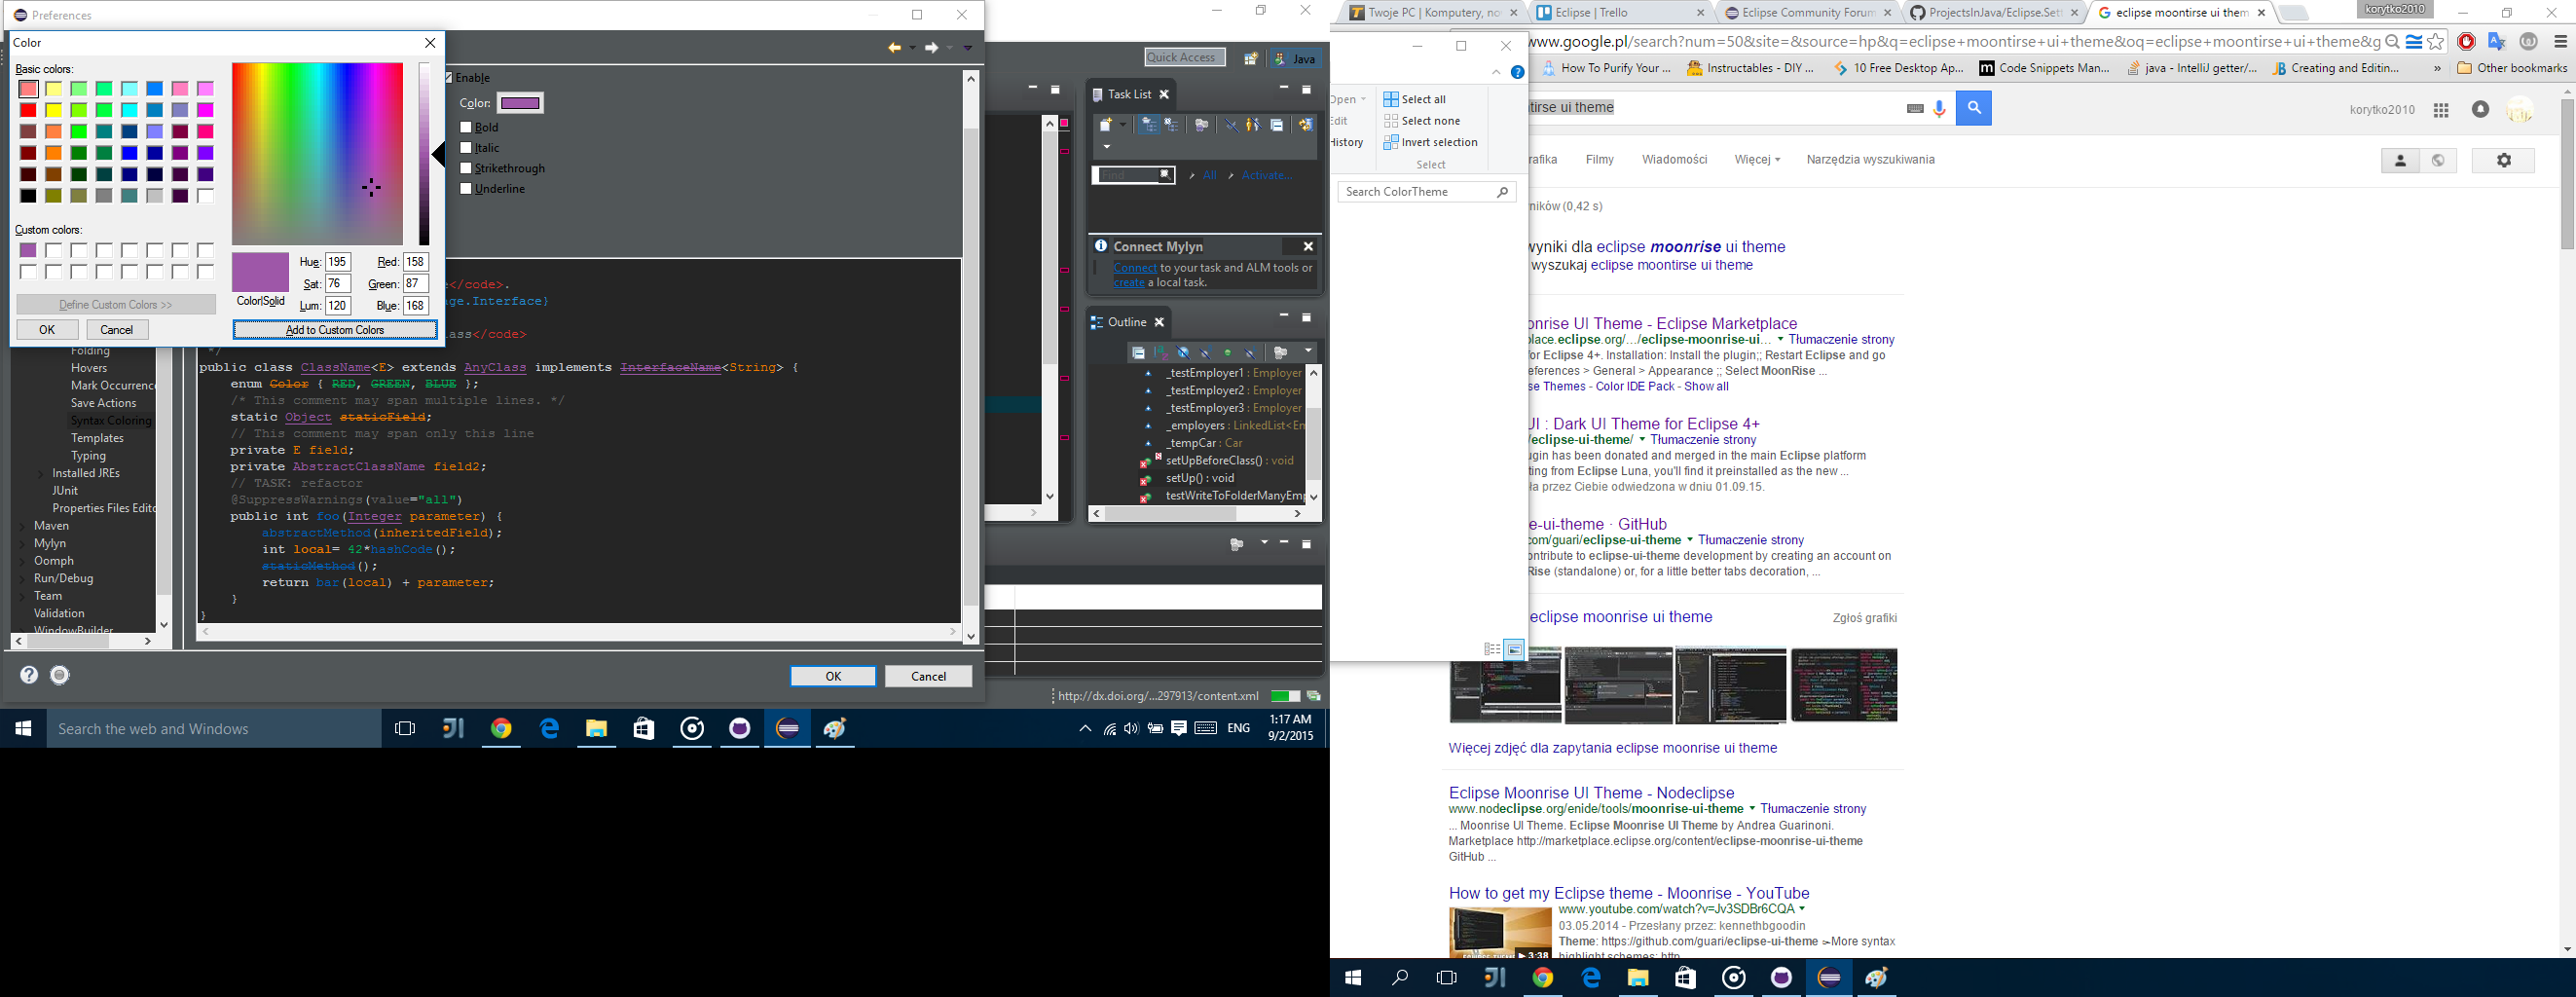 Preferences
Color
Basic colors:
Custom colors:
Hue: 195
Red: 158
Sat: 76
Green: 87
Color|Solid
Lum: 120
Blue: 168
Define Custom Colors >>
OK
Cancel
Add to Custom Colors
Enable
Color:
Bold
Italic
Strikethrough
Underline
Folding
Hovers
Mark Occurrenc
Save Actions
Syntax Coloring
Templates
Typing
Installed JREs
JUnit
Properties Files Edito
Maven
Mylyn
Oomph
Run/Debug
Team
Validation
WindowBuilder
e</code>.
ge.Interface}
ass</code>
*/
public class ClassName<E> extends AnyClass implements InterfaceName<String> {
enum Color { RED, GREEN, BLUE };
/* This comment may span multiple lines. */
static Object staticField;
// This comment may span only this line
private E field;
private AbstractClassName field2;
// TASK: refactor
@SuppressWarnings(value="all")
public int foo(Integer parameter) {
abstractMethod(inheritedField);
int local= 42*hashCode();
staticMethod();
return bar(local) + parameter;
}
}
OK
Cancel
Quick Access
Java
Task List
Find
All
Activate...
Connect Mylyn
Connect to your task and ALM tools or
create a local task.
Outline
_testEmployer1 : Employer
_testEmployer2 : Employer
_testEmployer3 : Employer
_employers : LinkedList<Em
_tempCar : Car
setUpBeforeClass() : void
setUp() : void
testWriteToFolderManyEmp
http://dx.doi.org/...297913/content.xml
Search the web and Windows
ENG
1:17 AM
9/2/2015
Twoje PC | Komputery, no
Eclipse | Trello
Eclipse Community Forum
ProjectsInJava/Eclipse.Set
eclipse moontirse ui them
korytko2010
www.google.pl/search?num=50&site=&source=hp&q=eclipse+moontirse+ui+theme&oq=eclipse+moontirse+ui+theme&g
How To Purify Your ...
Instructables - DIY ...
10 Free Desktop Ap...
Code Snippets Man...
java - IntelliJ getter/...
Creating and Editin...
»
Other bookmarks
Open
Edit
History
Select all
Select none
Invert selection
Select
Search ColorTheme
ntirse ui theme
korytko2010
rafika
Filmy
Wiadomości
Więcej
Narzędzia wyszukiwania
ników (0,42 s)
wyniki dla eclipse moonrise ui theme
wyszukaj eclipse moontirse ui theme
onrise UI Theme - Eclipse Marketplace
place.eclipse.org/.../eclipse-moonrise-ui... Tłumaczenie strony
for Eclipse 4+. Installation: Install the plugin;; Restart Eclipse and go
eferences > General > Appearance ;; Select MoonRise ...
se Themes - Color IDE Pack - Show all
UI : Dark UI Theme for Eclipse 4+
/eclipse-ui-theme/ Tłumaczenie strony
ugin has been donated and merged in the main Eclipse platform
ting from Eclipse Luna, you'll find it preinstalled as the new ...
ła przez Ciebie odwiedzona w dniu 01.09.15.
e-ui-theme · GitHub
com/guari/eclipse-ui-theme Tłumaczenie strony
ontribute to eclipse-ui-theme development by creating an account on
Rise (standalone) or, for a little better tabs decoration, ...
eclipse moonrise ui theme
Zgłoś grafiki
Więcej zdjęć dla zapytania eclipse moonrise ui theme
Eclipse Moonrise UI Theme - Nodeclipse
www.nodeclipse.org/enide/tools/moonrise-ui-theme Tłumaczenie strony
... Moonrise UI Theme. Eclipse Moonrise UI Theme by Andrea Guarinoni.
Marketplace http://marketplace.eclipse.org/content/eclipse-moonrise-ui-theme
GitHub ...
How to get my Eclipse theme - Moonrise - YouTube
www.youtube.com/watch?v=Jv3SDBr6CQA
03.05.2014 - Przesłany przez: kennethbgoodin
Theme: https://github.com/guari/eclipse-ui-theme ➣More syntax
highlight schemes: http
3:38